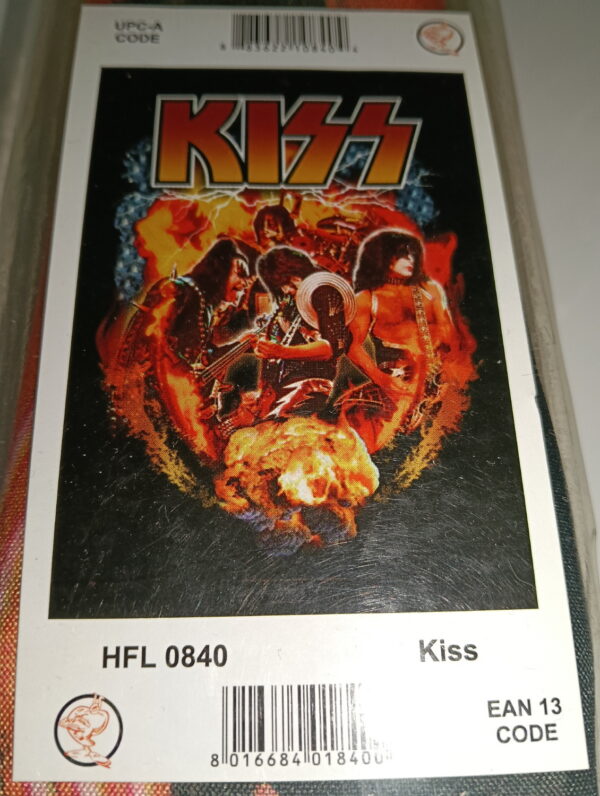 UPC-A
CODE
KISS
HFL 0840
Kiss
8 016684 018400
EAN 13
CODE